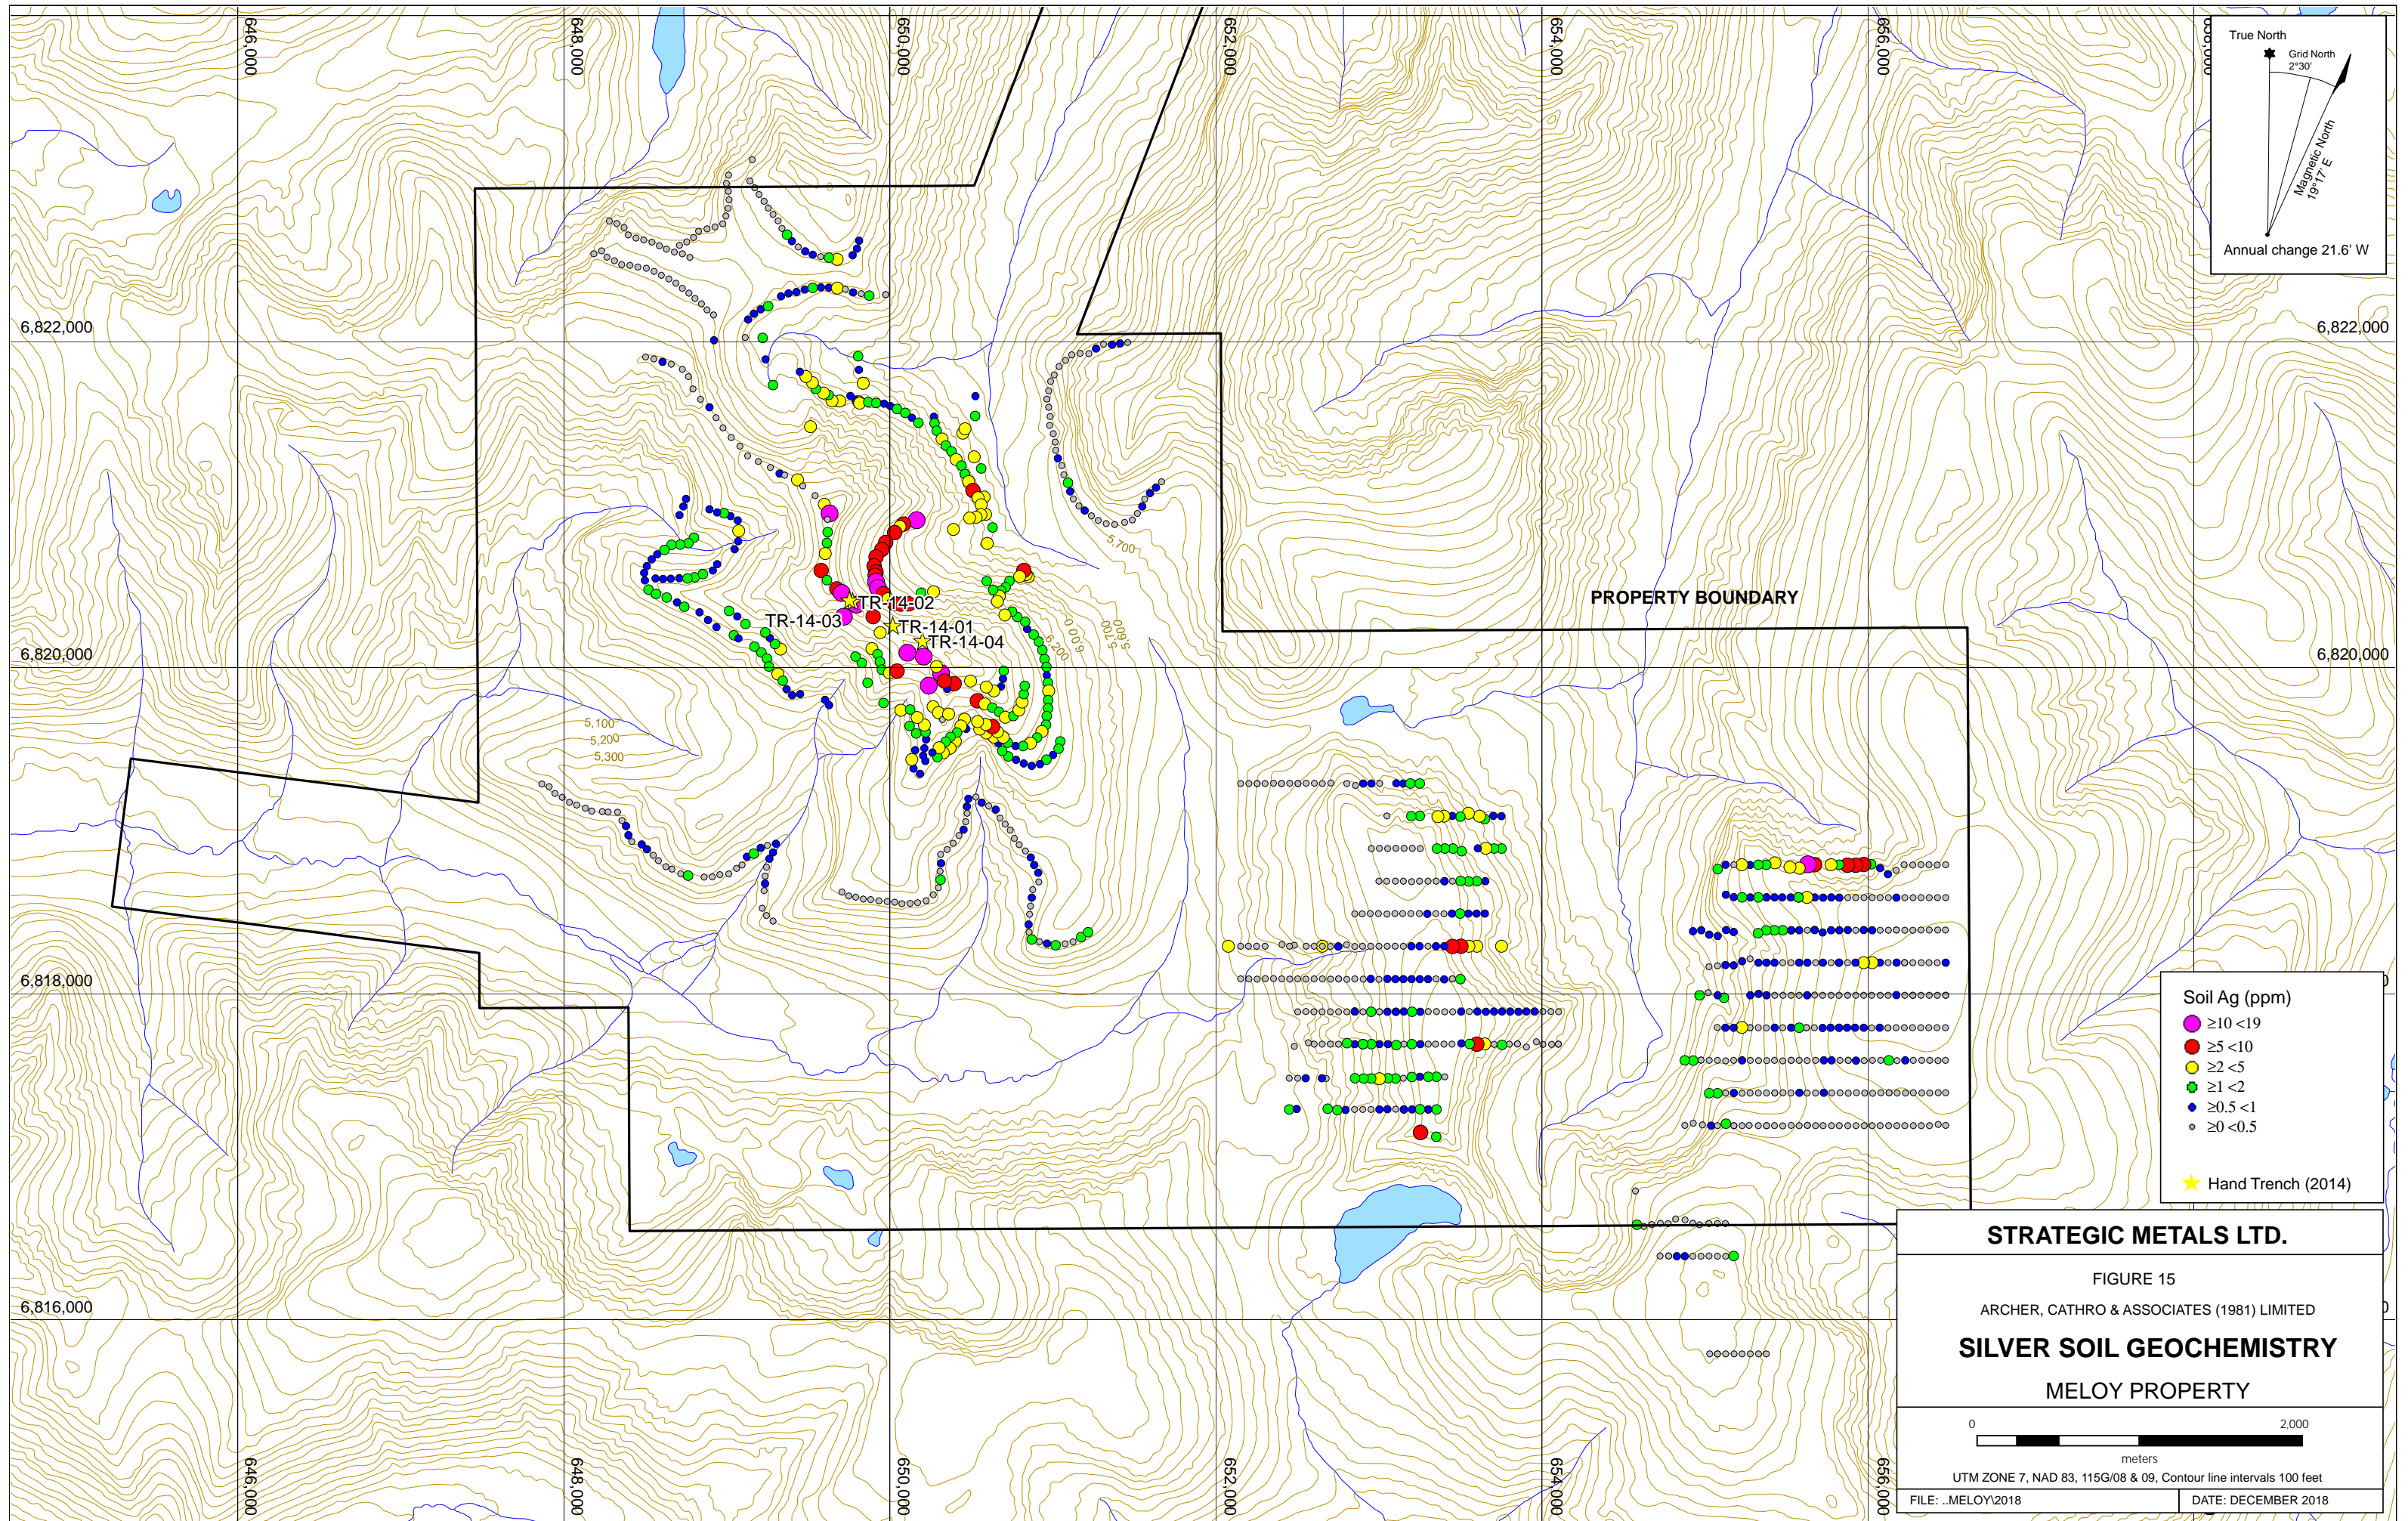 646,000
648,000
650,000
652,000
654,000
656,000
True North
Grid North
2°30'
Magnetic North
19°17' E
Annual change 21.6' W
6,822,000
6,822,000
5,700
PROPERTY BOUNDARY
TR-14-02
TR-14-03
TR-14-01
TR-14-04
6,200
6,000
5,700
5,600
6,820,000
6,820,000
5,100
5,200
5,300
6,818,000
Soil Ag (ppm)
≥10 <19
≥5 <10
≥2 <5
≥1 <2
≥0.5 <1
≥0 <0.5
Hand Trench (2014)
6,816,000
STRATEGIC METALS LTD.
FIGURE 15
ARCHER, CATHRO & ASSOCIATES (1981) LIMITED
SILVER SOIL GEOCHEMISTRY
MELOY PROPERTY
0 2,000
meters
UTM ZONE 7, NAD 83, 115G/08 & 09, Contour line intervals 100 feet
FILE: ..MELOY\2018
DATE: DECEMBER 2018
646,000
648,000
650,000
652,000
654,000
656,000